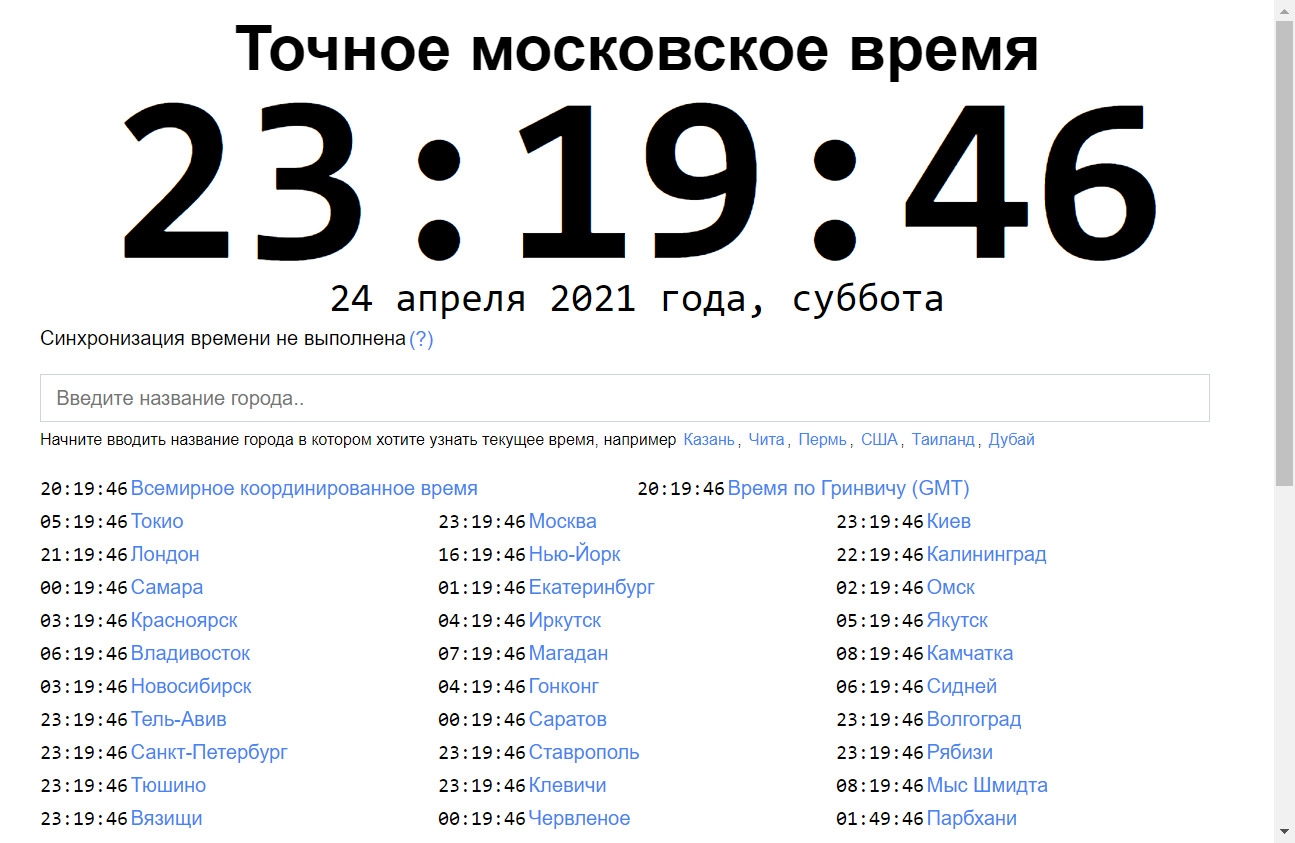 Точное московское время
23:19:46
24 апреля 2021 года, суббота
Синхронизация времени не выполнена (?)
Введите название города..
Начните вводить название города в котором хотите узнать текущее время, например Казань, Чита, Пермь, США, Таиланд, Дубай
20:19:46 Всемирное координированное время 20:19:46 Время по Гринвичу (GMT)
05:19:46 Токио 23:19:46 Москва 23:19:46 Киев
21:19:46 Лондон 16:19:46 Нью-Йорк 22:19:46 Калининград
00:19:46 Самара 01:19:46 Екатеринбург 02:19:46 Омск
03:19:46 Красноярск 04:19:46 Иркутск 05:19:46 Якутск
06:19:46 Владивосток 07:19:46 Магадан 08:19:46 Камчатка
03:19:46 Новосибирск 04:19:46 Гонконг 06:19:46 Сидней
23:19:46 Тель-Авив 00:19:46 Саратов 23:19:46 Волгоград
23:19:46 Санкт-Петербург 23:19:46 Ставрополь 23:19:46 Рябизи
23:19:46 Тюшино 23:19:46 Клевичи 08:19:46 Мыс Шмидта
23:19:46 Вязищи 00:19:46 Червленое 01:49:46 Парбхани